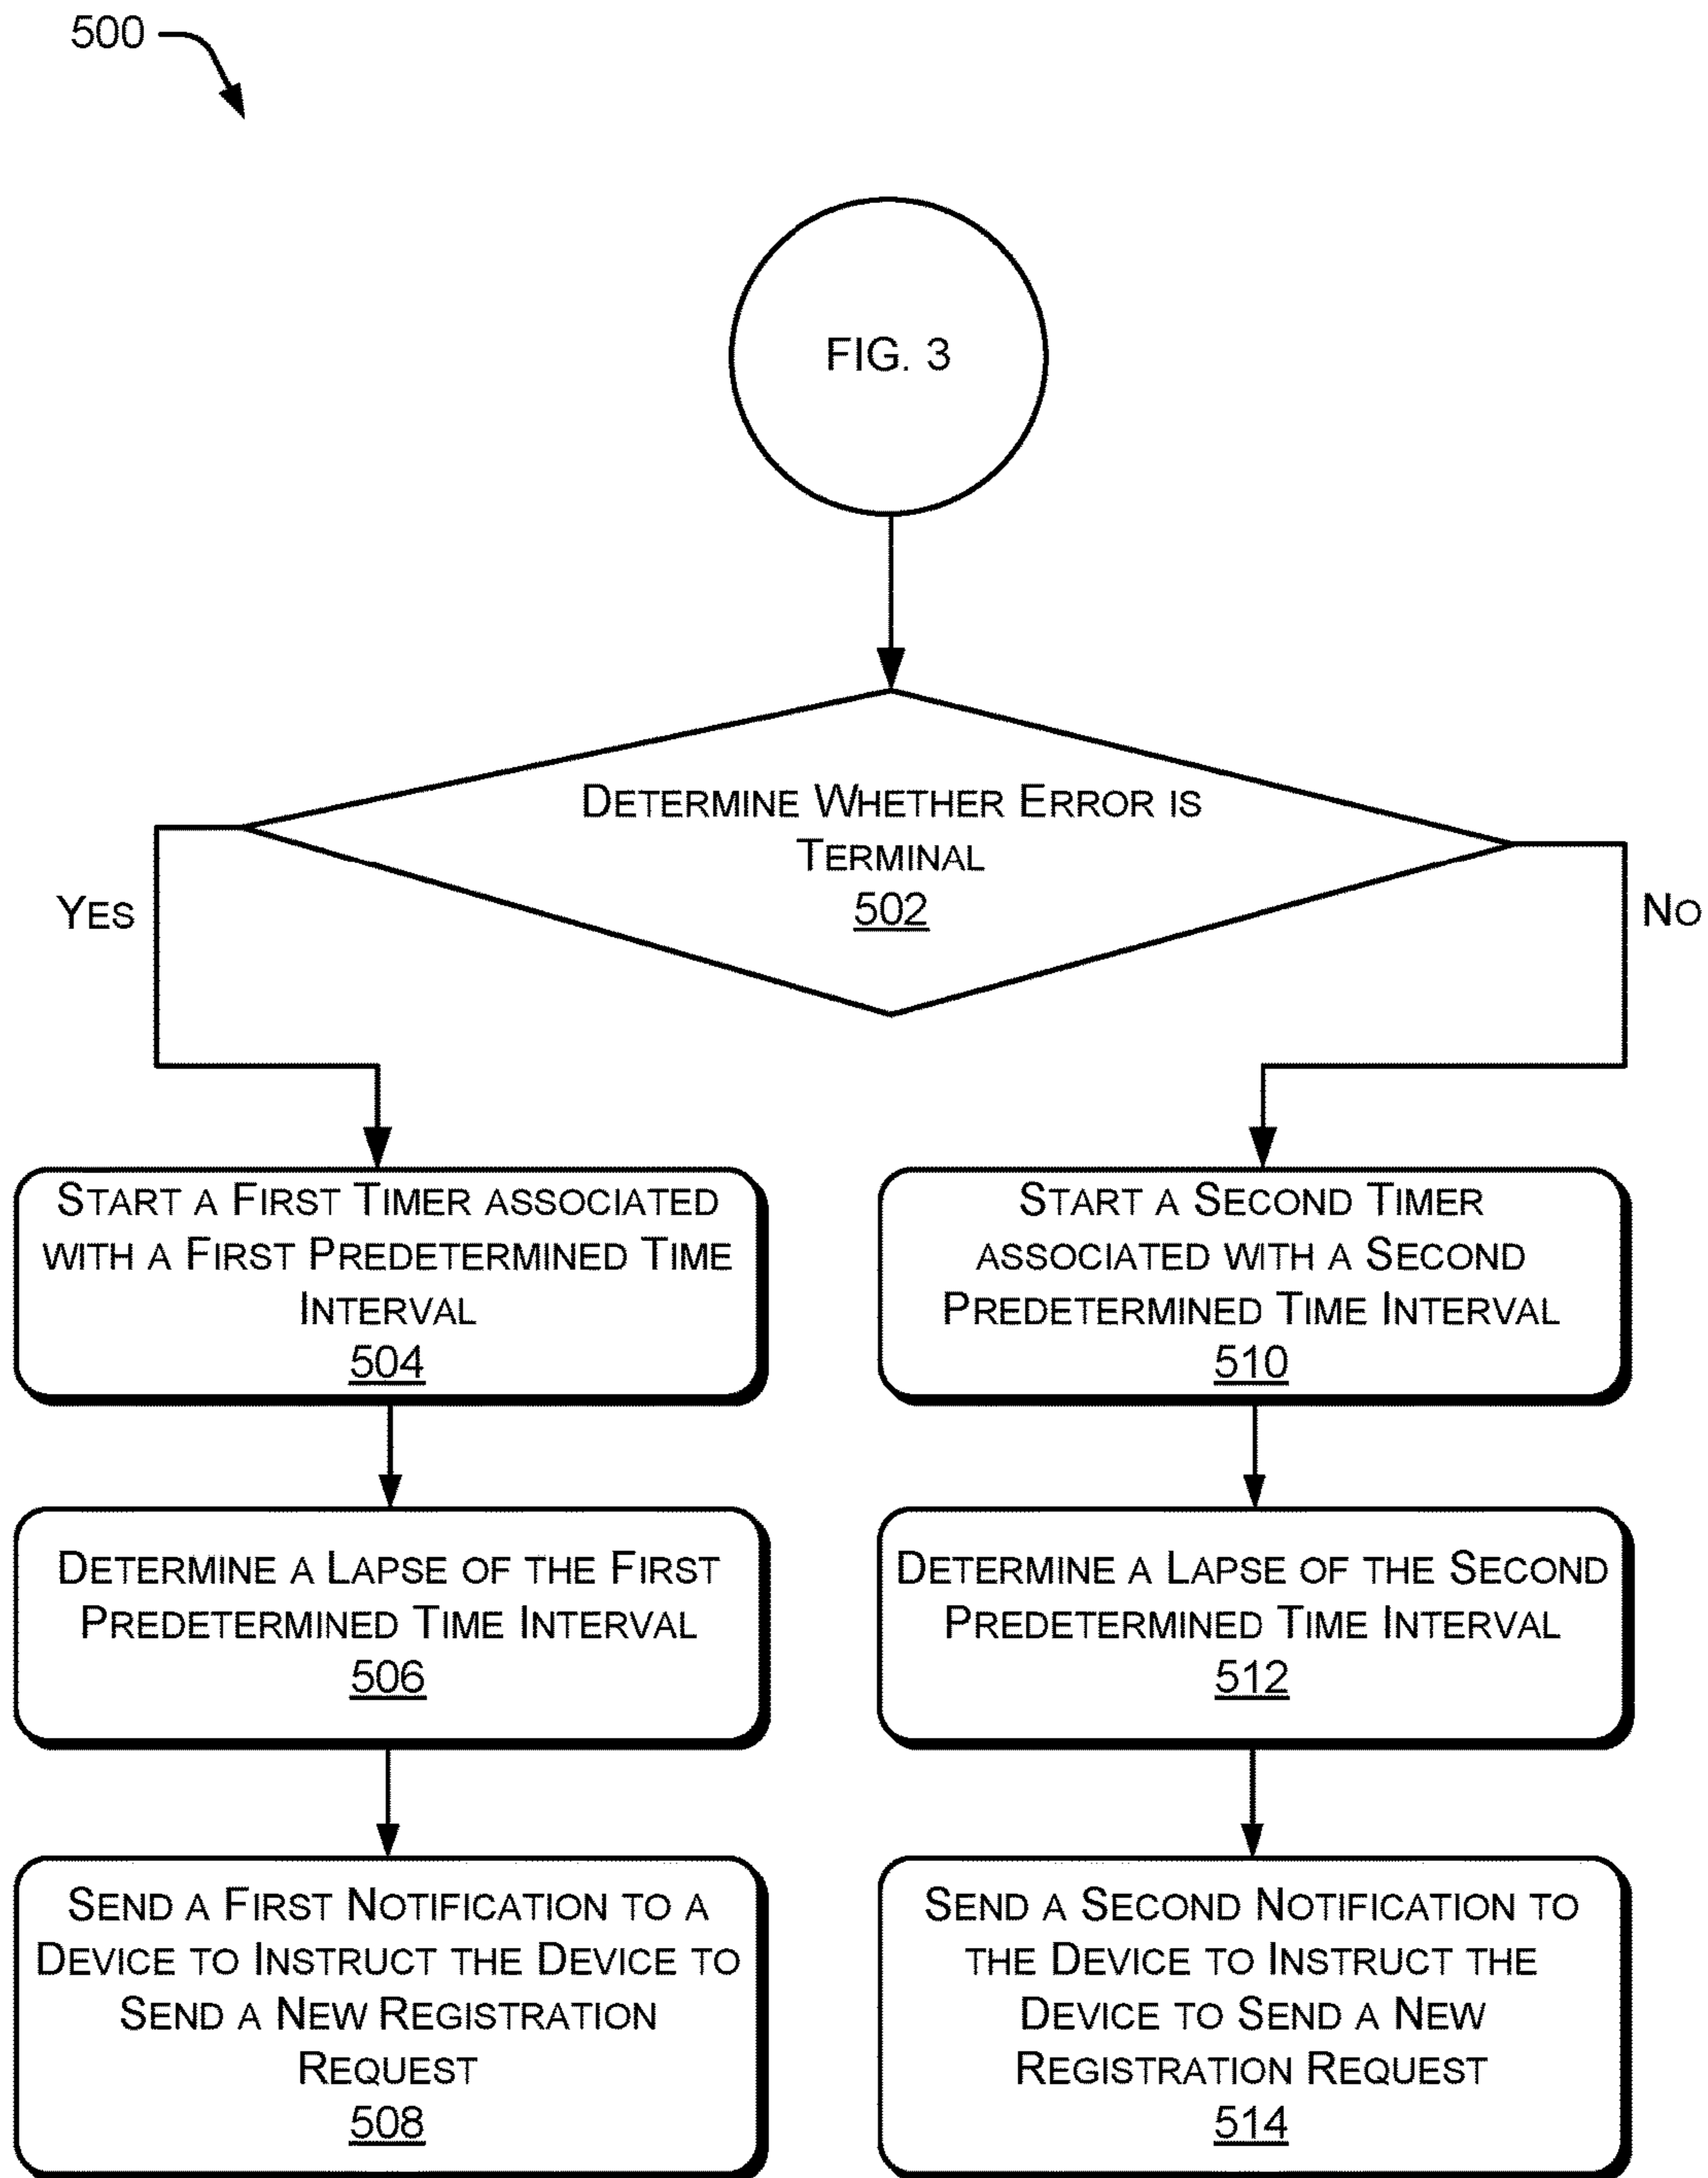 500
FIG. 3
DETERMINE WHETHER ERROR IS
TERMINAL
502
YES
NO
START A FIRST TIMER ASSOCIATED
WITH A FIRST PREDETERMINED TIME
INTERVAL
504
START A SECOND TIMER
ASSOCIATED WITH A SECOND
PREDETERMINED TIME INTERVAL
510
DETERMINE A LAPSE OF THE FIRST
PREDETERMINED TIME INTERVAL
506
DETERMINE A LAPSE OF THE SECOND
PREDETERMINED TIME INTERVAL
512
SEND A FIRST NOTIFICATION TO A
DEVICE TO INSTRUCT THE DEVICE TO
SEND A NEW REGISTRATION
REQUEST
508
SEND A SECOND NOTIFICATION TO
THE DEVICE TO INSTRUCT THE
DEVICE TO SEND A NEW
REGISTRATION REQUEST
514